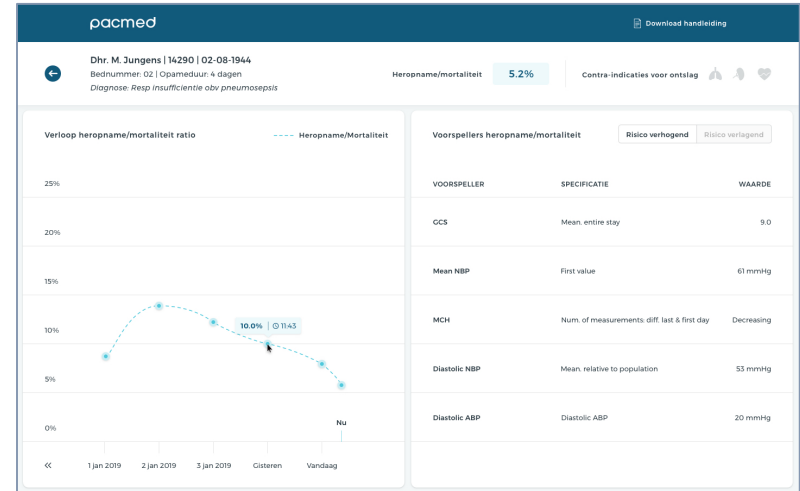 pacmed
Download handleiding
Dhr. M. Jungens | 14290 | 02-08-1944
Bednummer: 02 | Opameduur: 4 dagen
Diagnose: Resp insufficientie obv pneumosepsis
Heropname/mortaliteit 5.2%
Contra-indicaties voor ontslag
Verloop heropname/mortaliteit ratio
---- Heropname/Mortaliteit
25%
20%
15%
10%
5%
0%
10.0% | 11:43
Nu
« 1 jan 2019 2 jan 2019 3 jan 2019 Gisteren Vandaag
Voorspellers heropname/mortaliteit
Risico verhogend Risico verlagend
VOORSPELLER SPECIFICATIE WAARDE
GCS Mean, entire stay 9.0
Mean NBP First value 61 mmHg
MCH Num. of measurements: diff. last & first day Decreasing
Diastolic NBP Mean, relative to population 53 mmHg
Diastolic ABP Diastolic ABP 20 mmHg